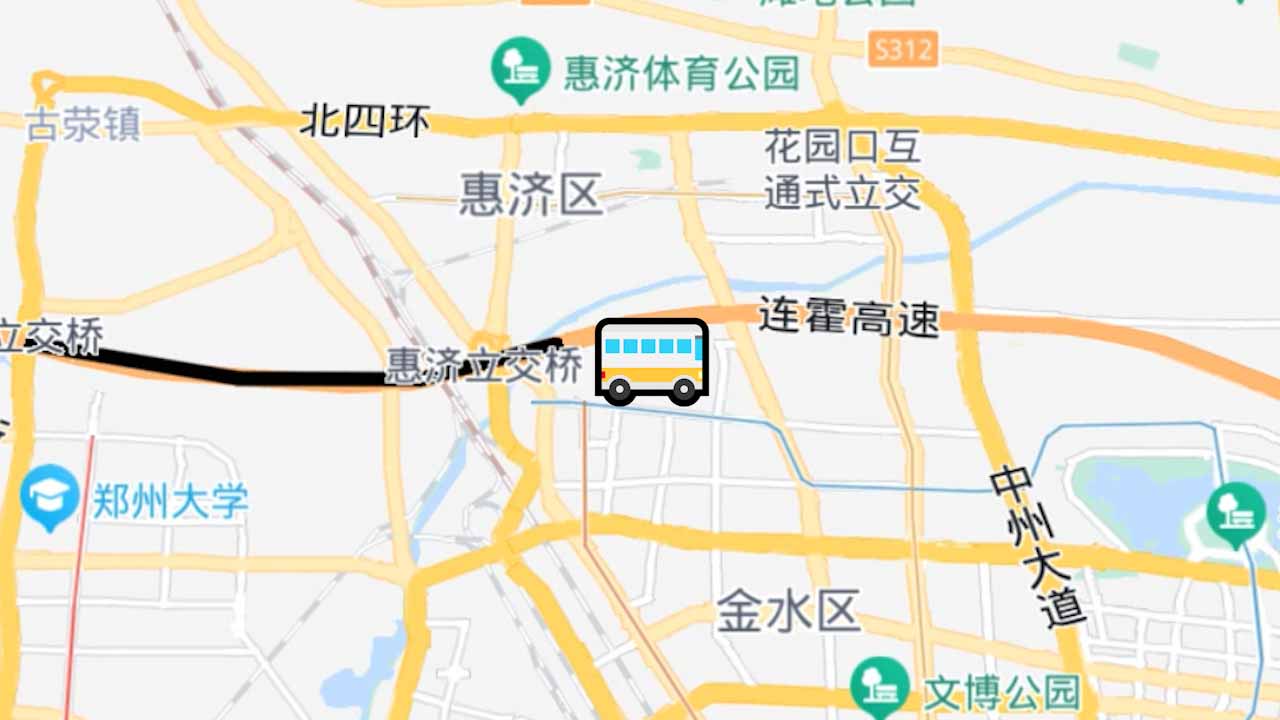 S312
惠济体育公园
古荥镇
北四环
花园口互
通式立交
惠济区
连霍高速
立交桥
惠济立交桥
郑州大学
中州大道
金水区
文博公园